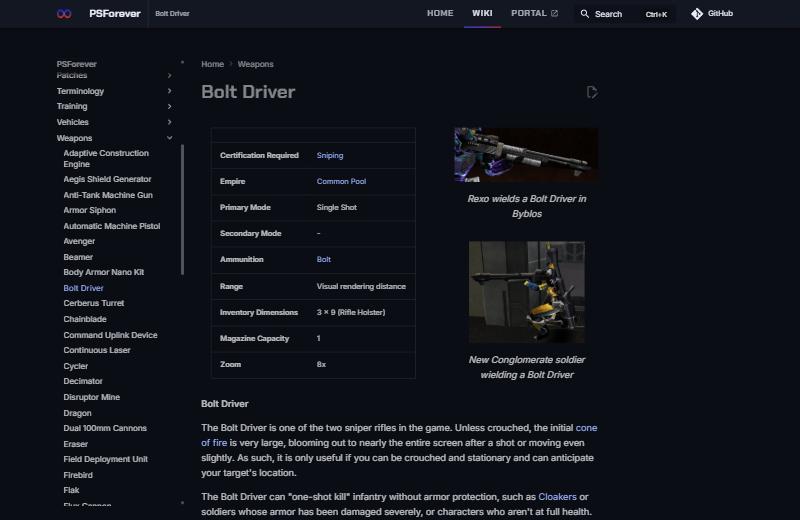 PSForever
Bolt Driver
HOME
WIKI
PORTAL
Search
Ctrl+K
GitHub
PSForever
Patches
Terminology
Training
Vehicles
Weapons
Adaptive Construction
Engine
Aegis Shield Generator
Anti-Tank Machine Gun
Armor Siphon
Automatic Machine Pistol
Avenger
Beamer
Body Armor Nano Kit
Bolt Driver
Cerberus Turret
Chainblade
Command Uplink Device
Continuous Laser
Cycler
Decimator
Disruptor Mine
Dragon
Dual 100mm Cannons
Eraser
Field Deployment Unit
Firebird
Flak
Flux Cannon
Home > Weapons
Bolt Driver
Certification Required Sniping
Empire Common Pool
Primary Mode Single Shot
Secondary Mode -
Ammunition Bolt
Range Visual rendering distance
Inventory Dimensions 3 × 9 (Rifle Holster)
Magazine Capacity 1
Zoom 8x
Rexo wields a Bolt Driver in
Byblos
New Conglomerate soldier
wielding a Bolt Driver
Bolt Driver
The Bolt Driver is one of the two sniper rifles in the game. Unless crouched, the initial cone
of fire is very large, blooming out to nearly the entire screen after a shot or moving even
slightly. As such, it is only useful if you can be crouched and stationary and can anticipate
your target's location.
The Bolt Driver can "one-shot kill" infantry without armor protection, such as Cloakers or
soldiers whose armor has been damaged severely, or characters who aren't at full health.